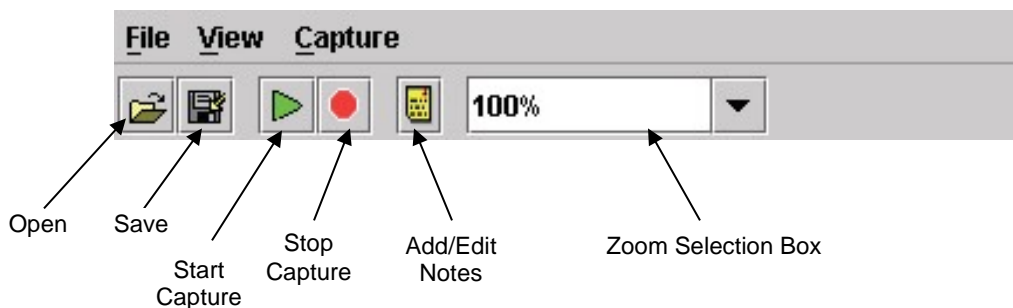 File View Capture
100%
Open
Save
Start
Capture
Stop
Capture
Add/Edit
Notes
Zoom Selection Box